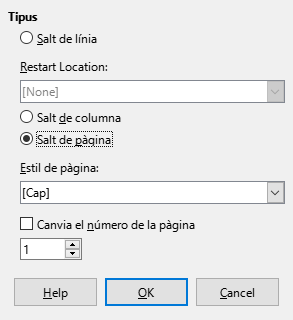 Tipus
Salt de línia
Restart Location:
[None]
Salt de columna
Salt de pàgina
Estil de pàgina:
[Cap]
Canvia el número de la pàgina
1
Help
OK
Cancel